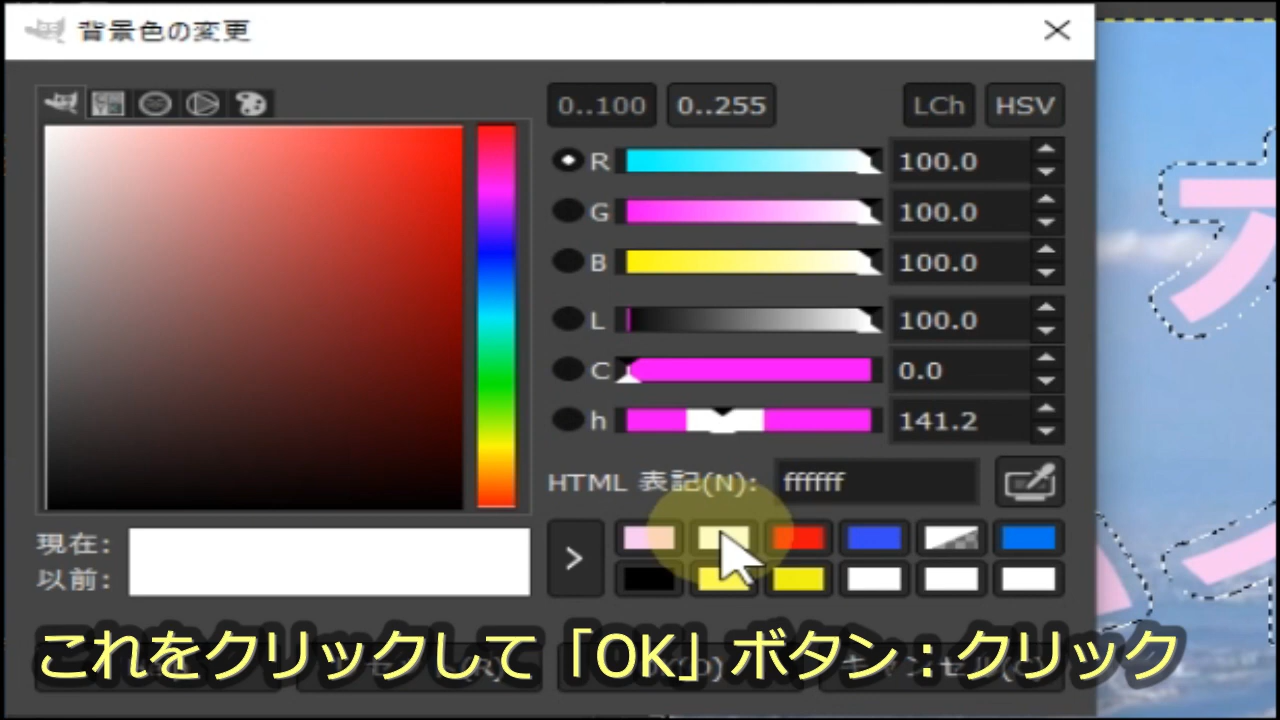 背景色の変更
0..100 0..255 LCh HSV
R 100.0
G 100.0
B 100.0
L 100.0
C 0.0
h 141.2
HTML 表記(N): ffffff
現在:
以前:
これをクリックして「OK」ボタン：クリック